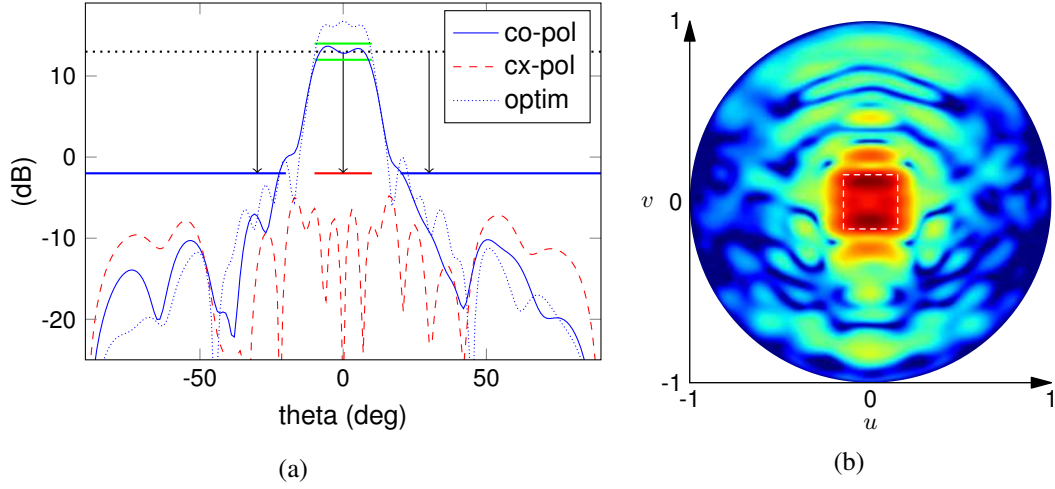 10
0
-10
-20
(dB)
-50
0
50
theta (deg)
co-pol
cx-pol
optim
(a)
1
v
0
-1
-1
0
1
u
(b)